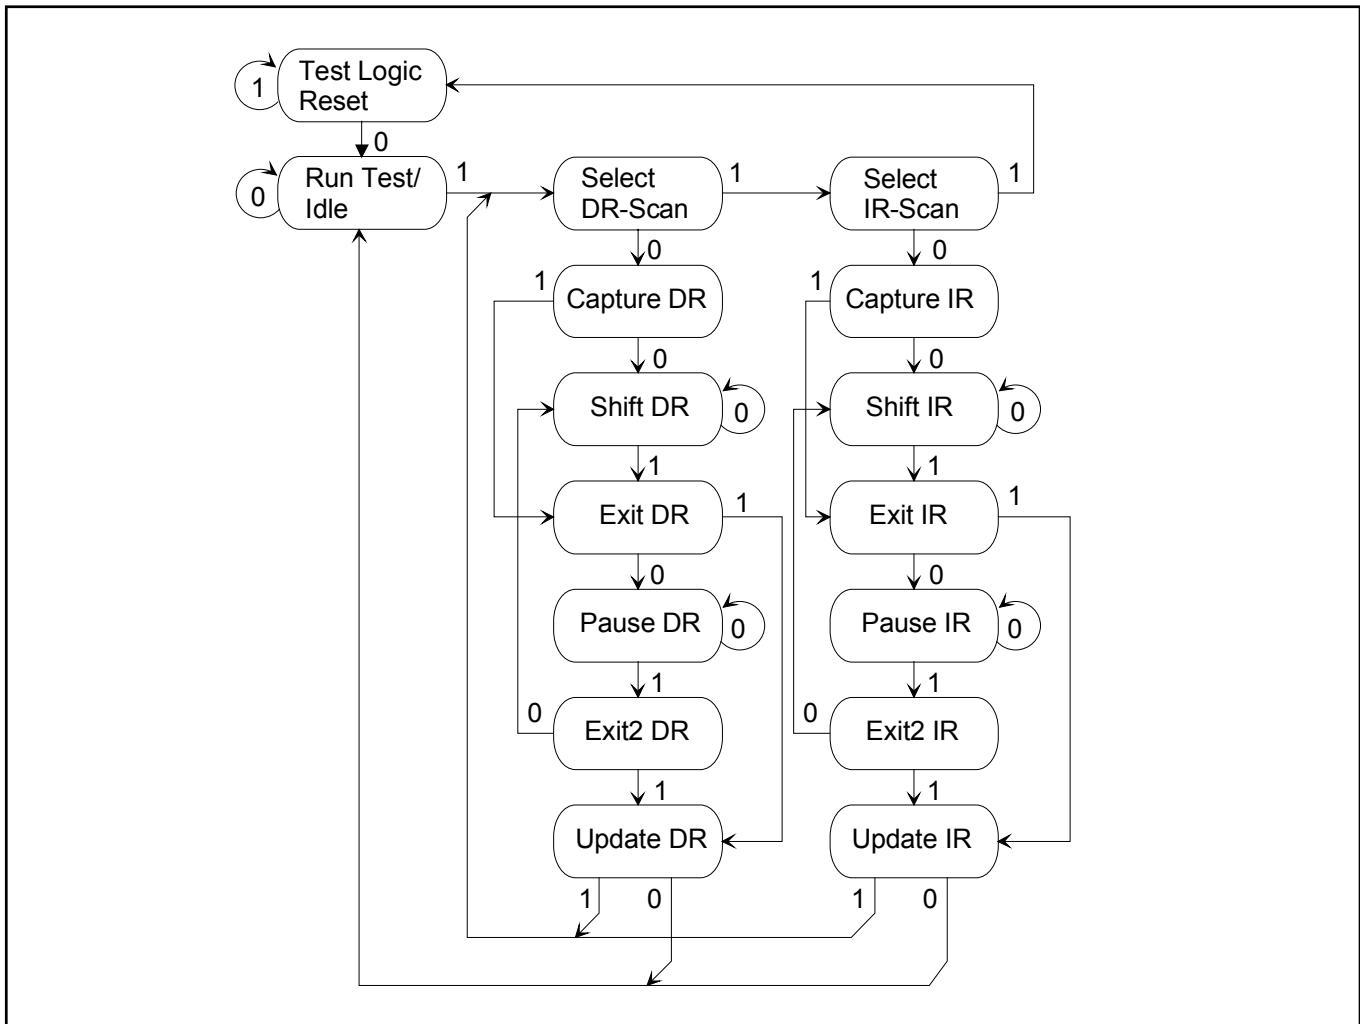 Test Logic
Reset
1
0
Run Test/
Idle
0
1
Select
DR-Scan
1
Select
IR-Scan
1
0
0
1
Capture DR
1
Capture IR
0
0
Shift DR
0
Shift IR
0
1
1
Exit DR
1
Exit IR
1
0
0
Pause DR
0
Pause IR
0
1
1
0
Exit2 DR
0
Exit2 IR
1
1
Update DR
Update IR
1
0
1
0